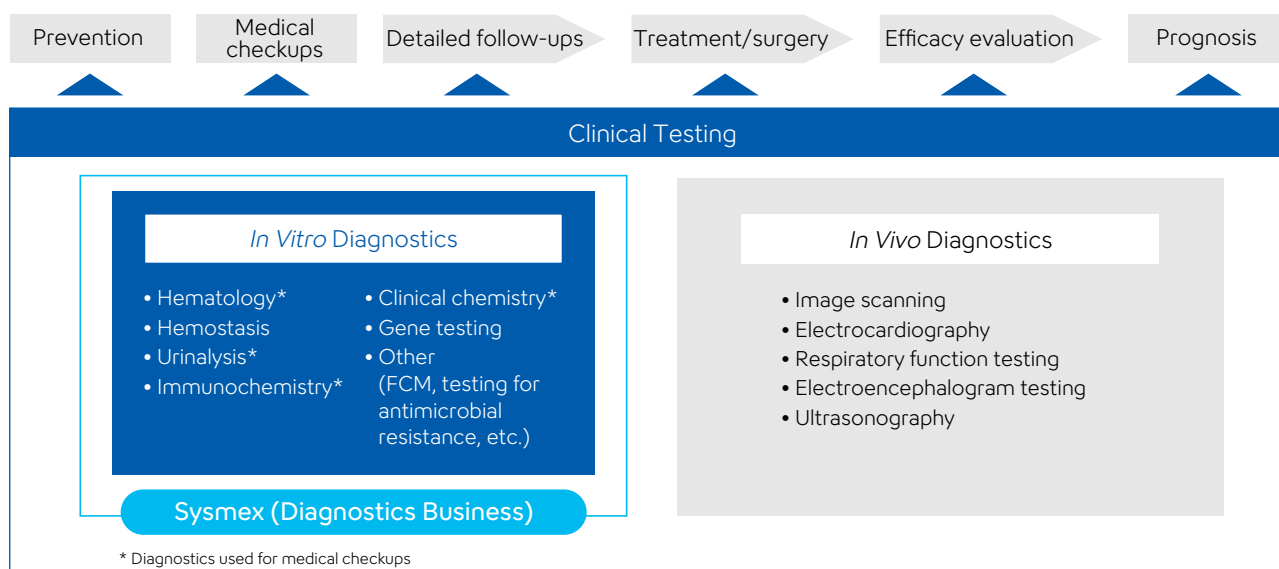 Prevention
Medical
checkups
Detailed follow-ups
Treatment/surgery
Efficacy evaluation
Prognosis
Clinical Testing
In Vitro Diagnostics
• Hematology*
• Hemostasis
• Urinalysis*
• Immunochemistry*
• Clinical chemistry*
• Gene testing
• Other
(FCM, testing for
antimicrobial
resistance, etc.)
Sysmex (Diagnostics Business)
* Diagnostics used for medical checkups
In Vivo Diagnostics
• Image scanning
• Electrocardiography
• Respiratory function testing
• Electroencephalogram testing
• Ultrasonography